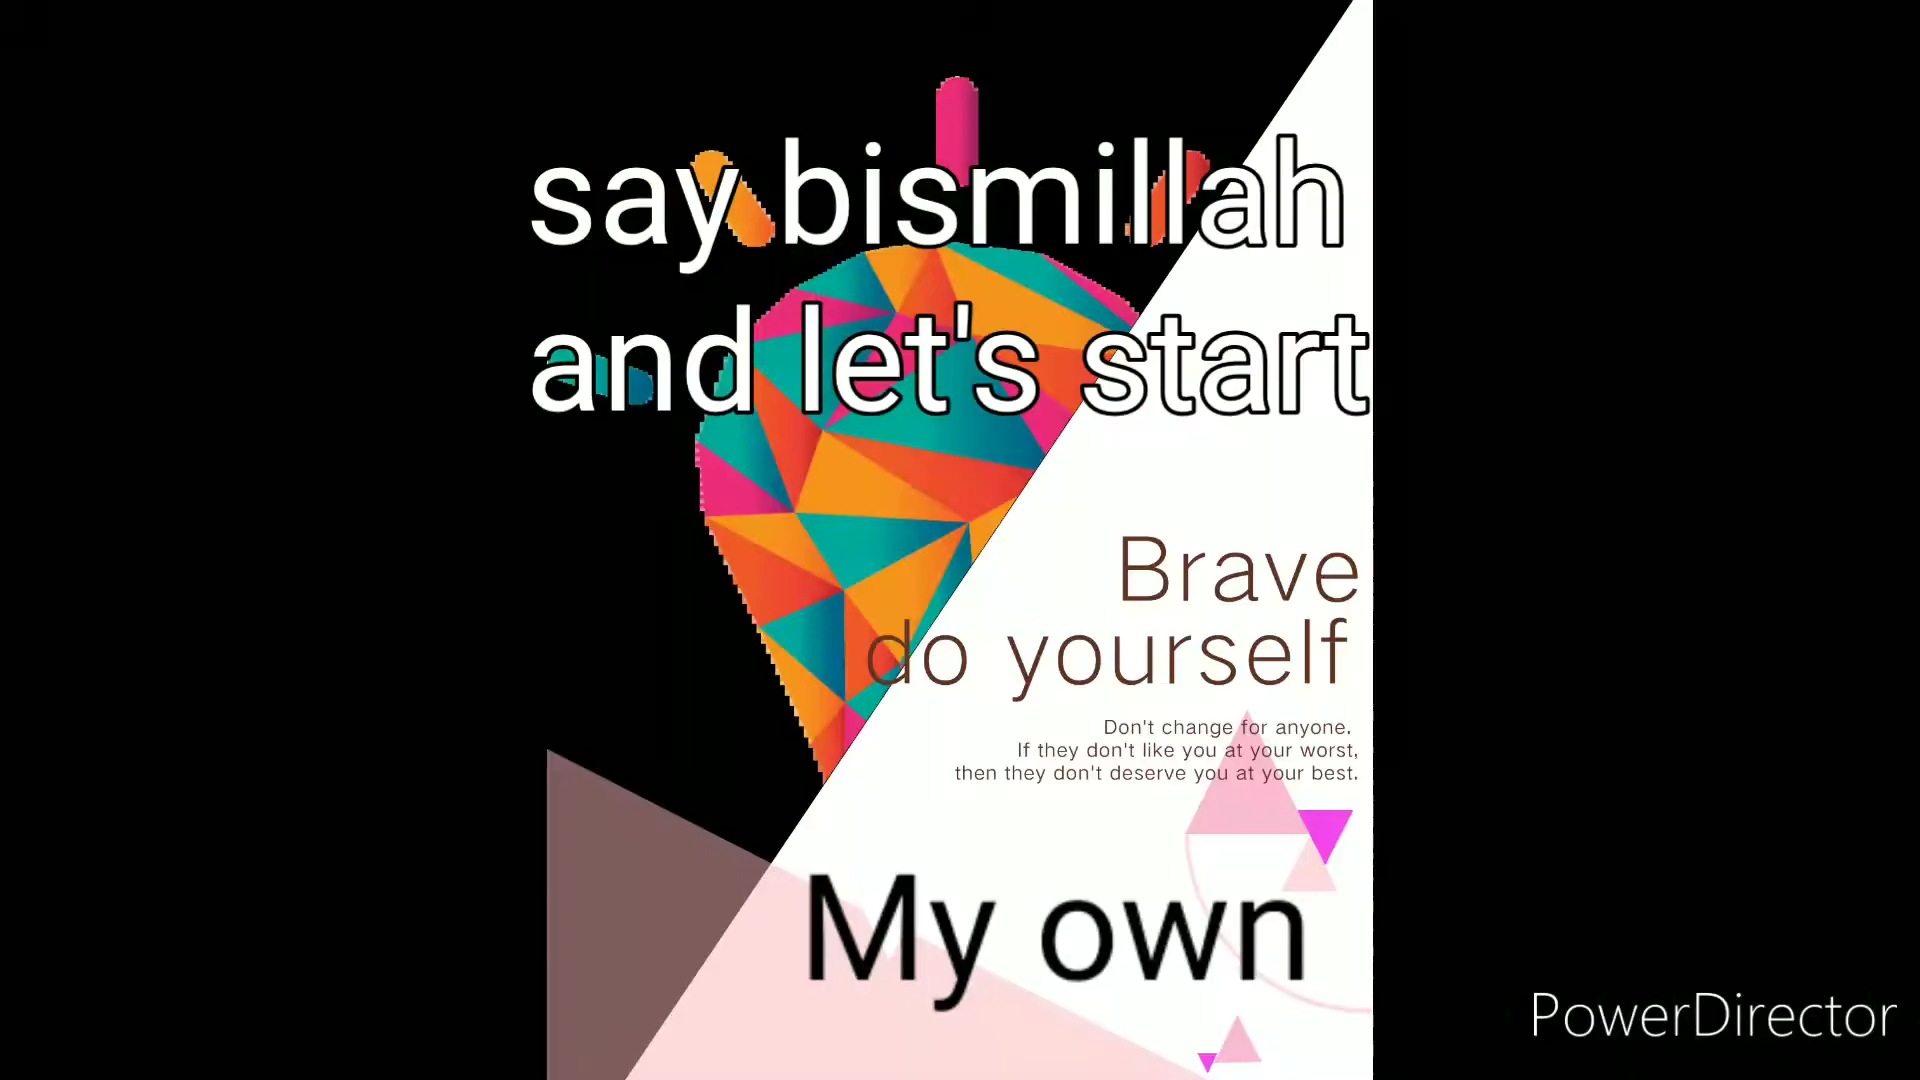 say bismillah
and let's start
Brave
do yourself
Don't change for anyone.
If they don't like you at your worst,
then they don't deserve you at your best.
My own
PowerDirector